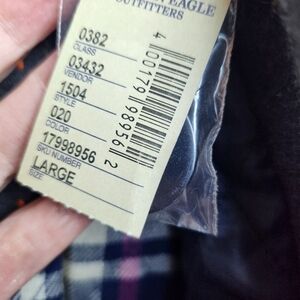 EAGLE
OUTFITTERS
0382
CLASS
03432
VENDOR
1504
STYLE
020
COLOR
17998956
SKU NUMBER
LARGE
SIZE
4 00179 98956 2